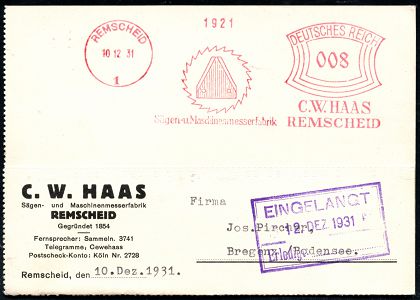 1921
REMSCHEID
10 12 31
1
DEUTSCHES REICH
008
Sägen-u.Maschinenmesserfabrik
C.W.HAAS
REMSCHEID
C. W. HAAS
Sägen- und Maschinenmesserfabrik
REMSCHEID
Gegründet 1854
Fernsprecher: Sammeln. 3741
Telegramme, Cewehaas
Postscheck-Konto: Köln Nr. 2728
Remscheid, den 10.Dez.1931.
Firma
Jos.Pircher,
Bregenz/Bodensee.
EINGELANGT
12. DEZ 1931
Erledigt